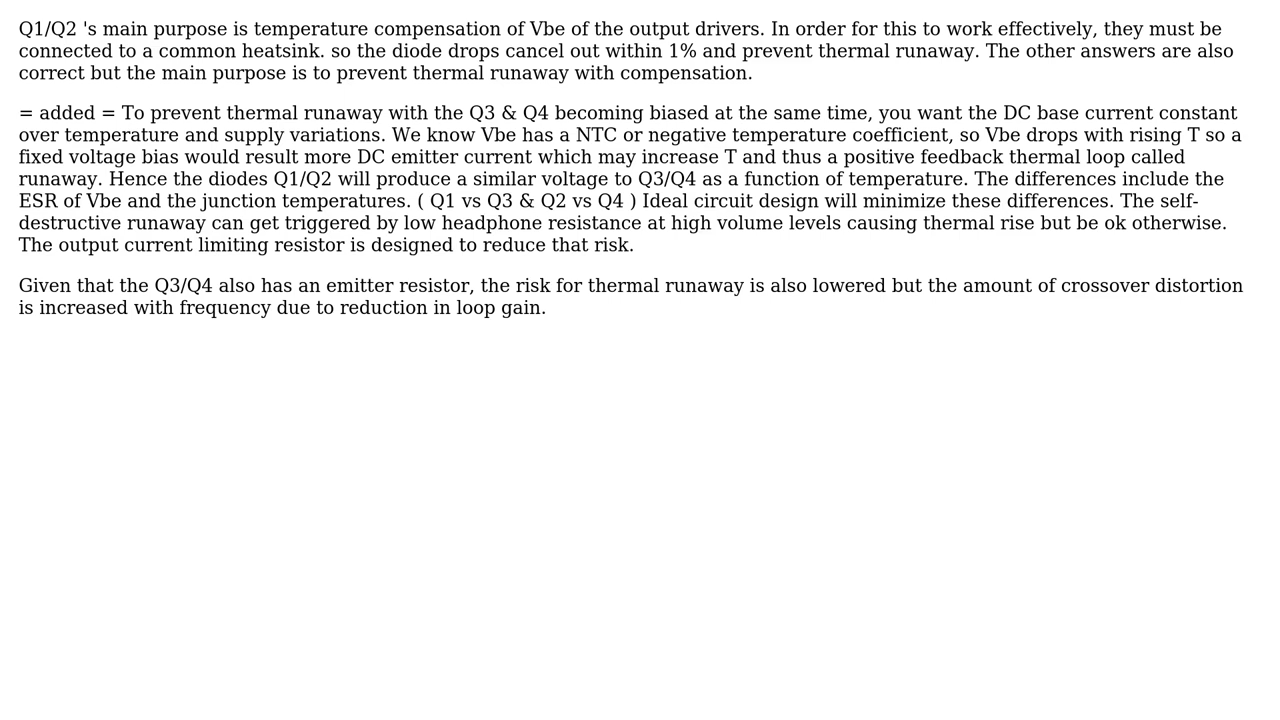 Q1/Q2 's main purpose is temperature compensation of Vbe of the output drivers. In order for this to work effectively, they must be
connected to a common heatsink. so the diode drops cancel out within 1% and prevent thermal runaway. The other answers are also
correct but the main purpose is to prevent thermal runaway with compensation.
= added = To prevent thermal runaway with the Q3 & Q4 becoming biased at the same time, you want the DC base current constant
over temperature and supply variations. We know Vbe has a NTC or negative temperature coefficient, so Vbe drops with rising T so a
fixed voltage bias would result more DC emitter current which may increase T and thus a positive feedback thermal loop called
runaway. Hence the diodes Q1/Q2 will produce a similar voltage to Q3/Q4 as a function of temperature. The differences include the
ESR of Vbe and the junction temperatures. ( Q1 vs Q3 & Q2 vs Q4 ) Ideal circuit design will minimize these differences. The self-
destructive runaway can get triggered by low headphone resistance at high volume levels causing thermal rise but be ok otherwise.
The output current limiting resistor is designed to reduce that risk.
Given that the Q3/Q4 also has an emitter resistor, the risk for thermal runaway is also lowered but the amount of crossover distortion
is increased with frequency due to reduction in loop gain.